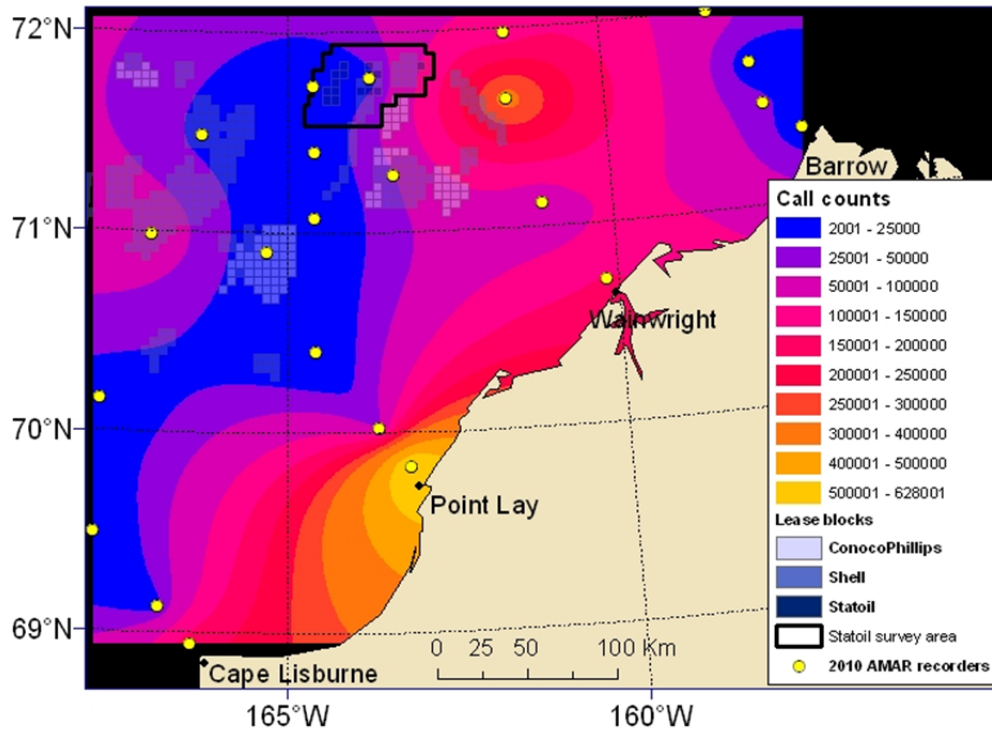 72°N
71°N
70°N
69°N
165°W
160°W
Barrow
Wainwright
Point Lay
Cape Lisburne
0 25 50 100 Km
Call counts
2001 - 25000
25001 - 50000
50001 - 100000
100001 - 150000
150001 - 200000
200001 - 250000
250001 - 300000
300001 - 400000
400001 - 500000
500001 - 628001
Lease blocks
ConocoPhillips
Shell
Statoil
Statoil survey area
2010 AMAR recorders